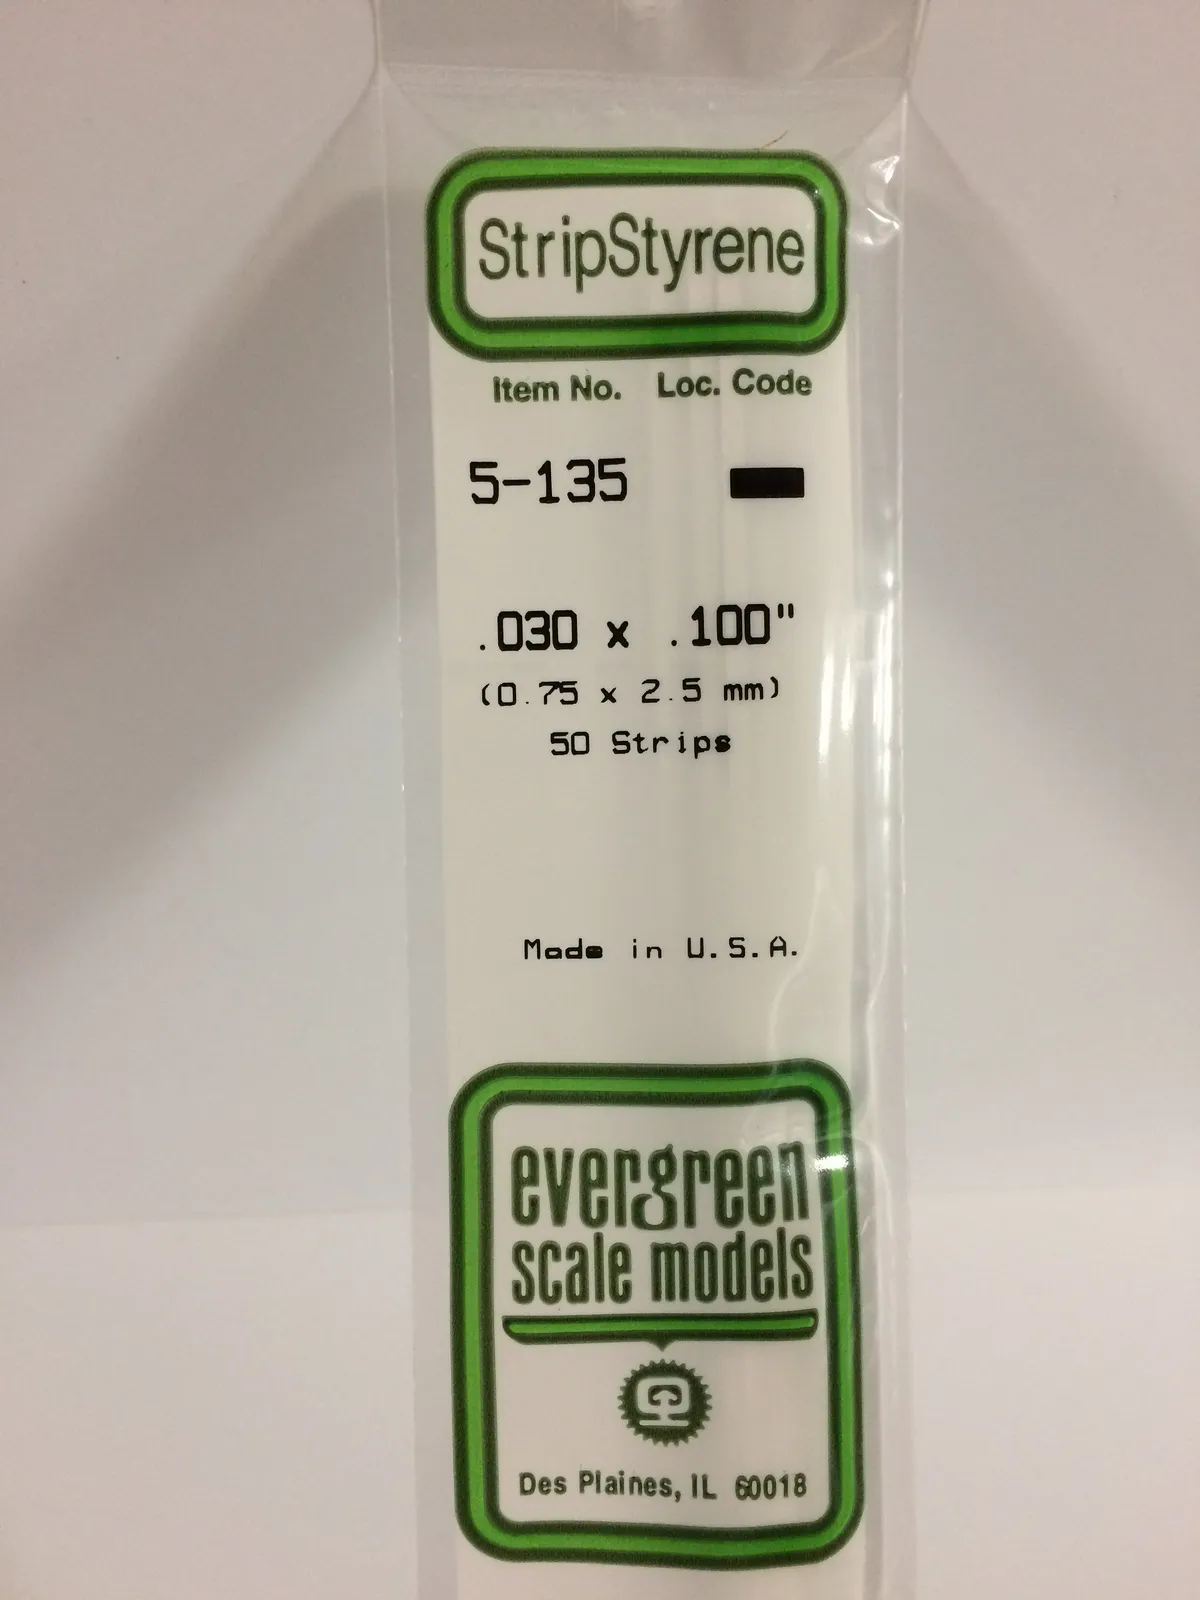 StripStyrene
Item No. Loc. Code
5-135
.030 x .100"
(0.75 x 2.5 mm)
50 Strips
Made in U.S.A.
evergreen
scale models
Des Plaines, IL 60018